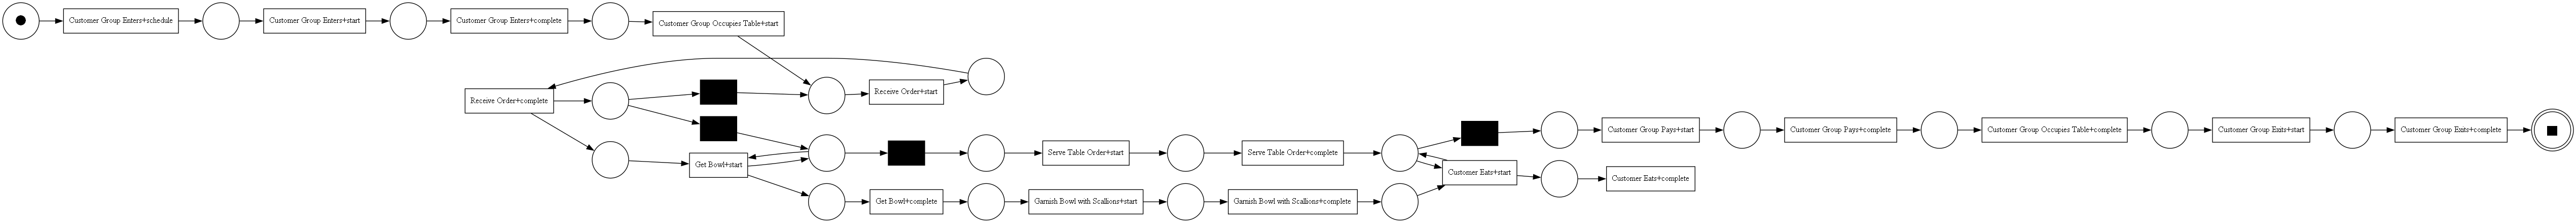 Customer Group Enters+schedule
Customer Group Enters+start
Customer Group Enters+complete
Customer Group Occupies Table+start
Receive Order+complete
Receive Order+start
Get Bowl+start
Serve Table Order+start
Serve Table Order+complete
Customer Group Pays+start
Customer Group Pays+complete
Customer Group Occupies Table+complete
Customer Group Exits+start
Customer Group Exits+complete
Customer Eats+start
Customer Eats+complete
Get Bowl+complete
Garnish Bowl with Scallions+start
Garnish Bowl with Scallions+complete